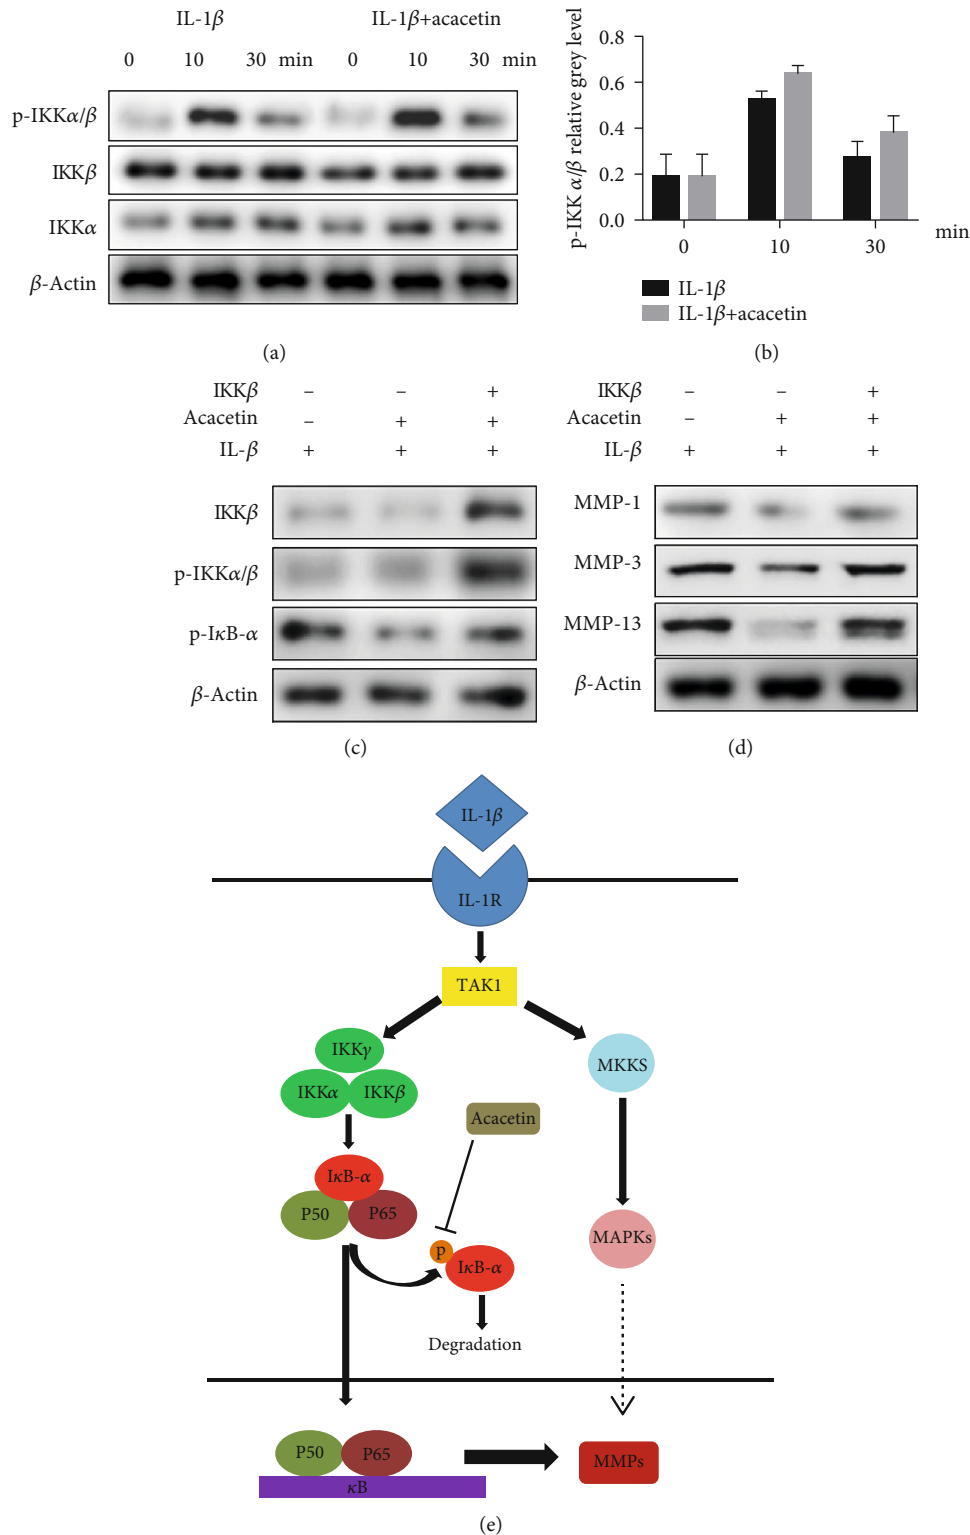 IL-1β IL-1β+acacetin
0 10 30 min 0 10 30 min
p-IKKα/β
IKKβ
IKKα
β-Actin
(a)
p-IKK α/β relative grey level
0.8
0.6
0.4
0.2
0.0
0 10 30 min
IL-1β
IL-1β+acacetin
(b)
IKKβ – – +
Acacetin – + +
IL-β + + +
IKKβ
p-IKKα/β
p-IκB-α
β-Actin
(c)
IKKβ – – +
Acacetin – + +
IL-β + + +
MMP-1
MMP-3
MMP-13
β-Actin
(d)
IL-1β
IL-1R
TAK1
IKKγ
IKKα IKKβ
MKKS
Acacetin
IκB-α
P50 P65
P
IκB-α
MAPKs
Degradation
P50 P65
κB
MMPs
(e)